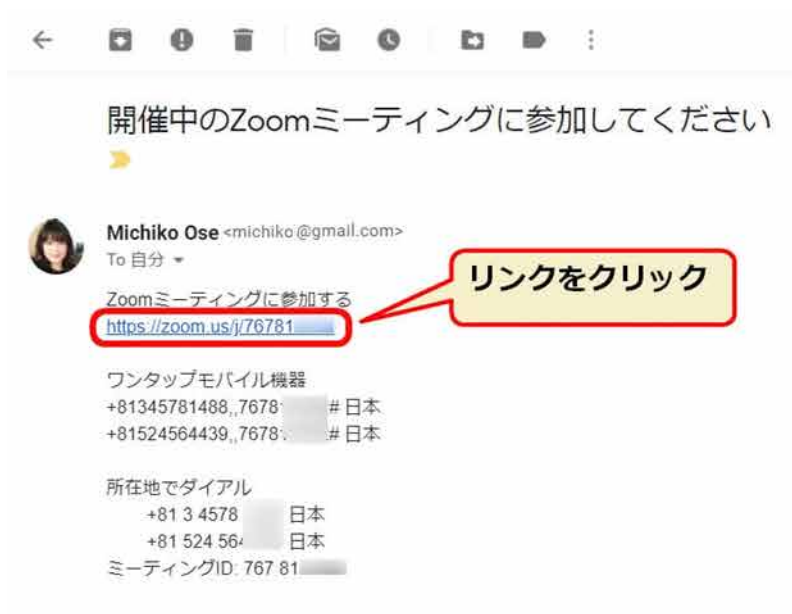 開催中のZoomミーティングに参加してください
Michiko Ose <michiko@gmail.com>
To 自分
リンクをクリック
Zoomミーティングに参加する
https://zoom.us/j/76781
ワンタップモバイル機器
+81345781488,,7678 # 日本
+81524564439,,7678 # 日本
所在地でダイアル
+81 3 4578 日本
+81 524 564 日本
ミーティングID: 767 81